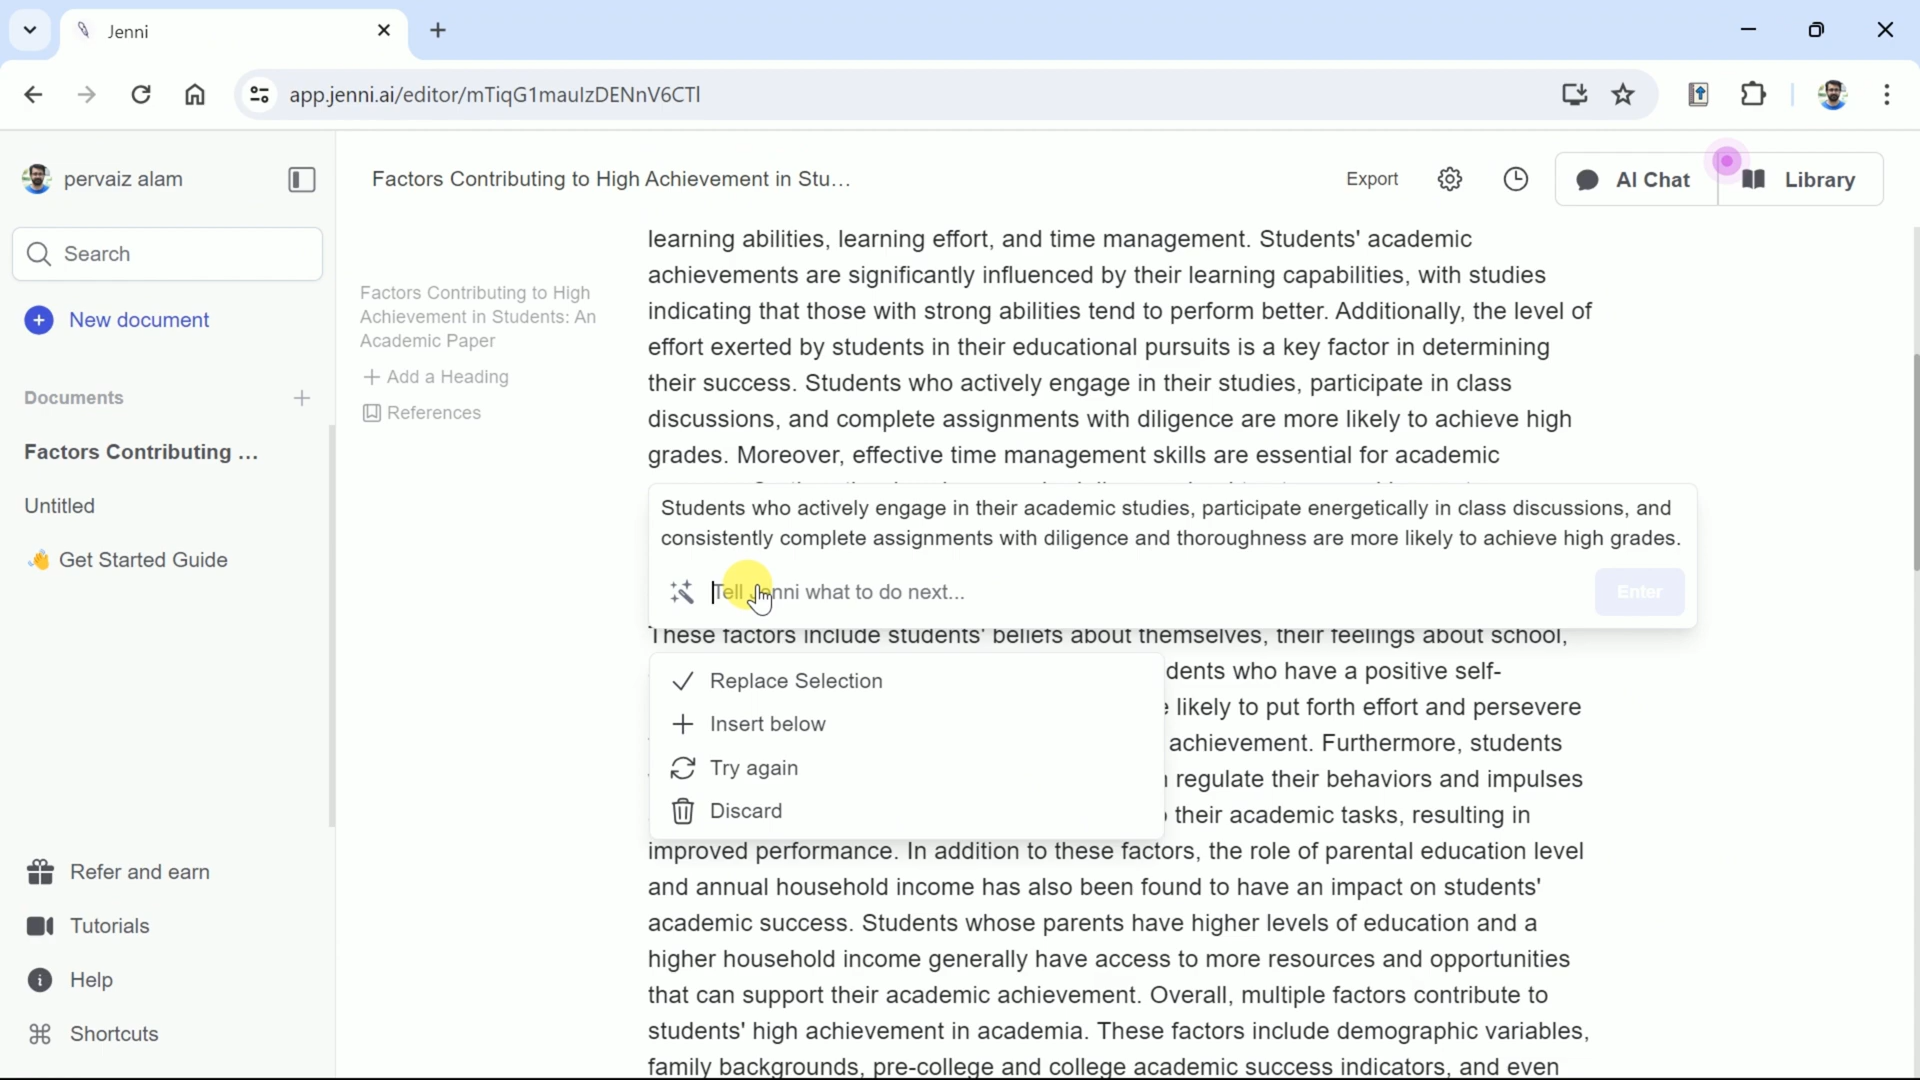 Jenni
app.jenni.ai/editor/mTiqG1maulzDENnV6CTl
pervaiz alam
Search
New document
Documents
Factors Contributing ...
Untitled
Get Started Guide
Refer and earn
Tutorials
Help
Shortcuts
Factors Contributing to High Achievement in Stu...
Export
AI Chat
Library
Factors Contributing to High
Achievement in Students: An
Academic Paper
Add a Heading
References
learning abilities, learning effort, and time management. Students' academic
achievements are significantly influenced by their learning capabilities, with studies
indicating that those with strong abilities tend to perform better. Additionally, the level of
effort exerted by students in their educational pursuits is a key factor in determining
their success. Students who actively engage in their studies, participate in class
discussions, and complete assignments with diligence are more likely to achieve high
grades. Moreover, effective time management skills are essential for academic
Students who actively engage in their academic studies, participate energetically in class discussions, and
consistently complete assignments with diligence and thoroughness are more likely to achieve high grades.
Tell Jenni what to do next...
Enter
These factors include students' beliefs about themselves, their feelings about school,
Replace Selection
Insert below
Try again
Discard
dents who have a positive self-
likely to put forth effort and persevere
achievement. Furthermore, students
regulate their behaviors and impulses
their academic tasks, resulting in
improved performance. In addition to these factors, the role of parental education level
and annual household income has also been found to have an impact on students'
academic success. Students whose parents have higher levels of education and a
higher household income generally have access to more resources and opportunities
that can support their academic achievement. Overall, multiple factors contribute to
students' high achievement in academia. These factors include demographic variables,
family backgrounds, pre-college and college academic success indicators, and even